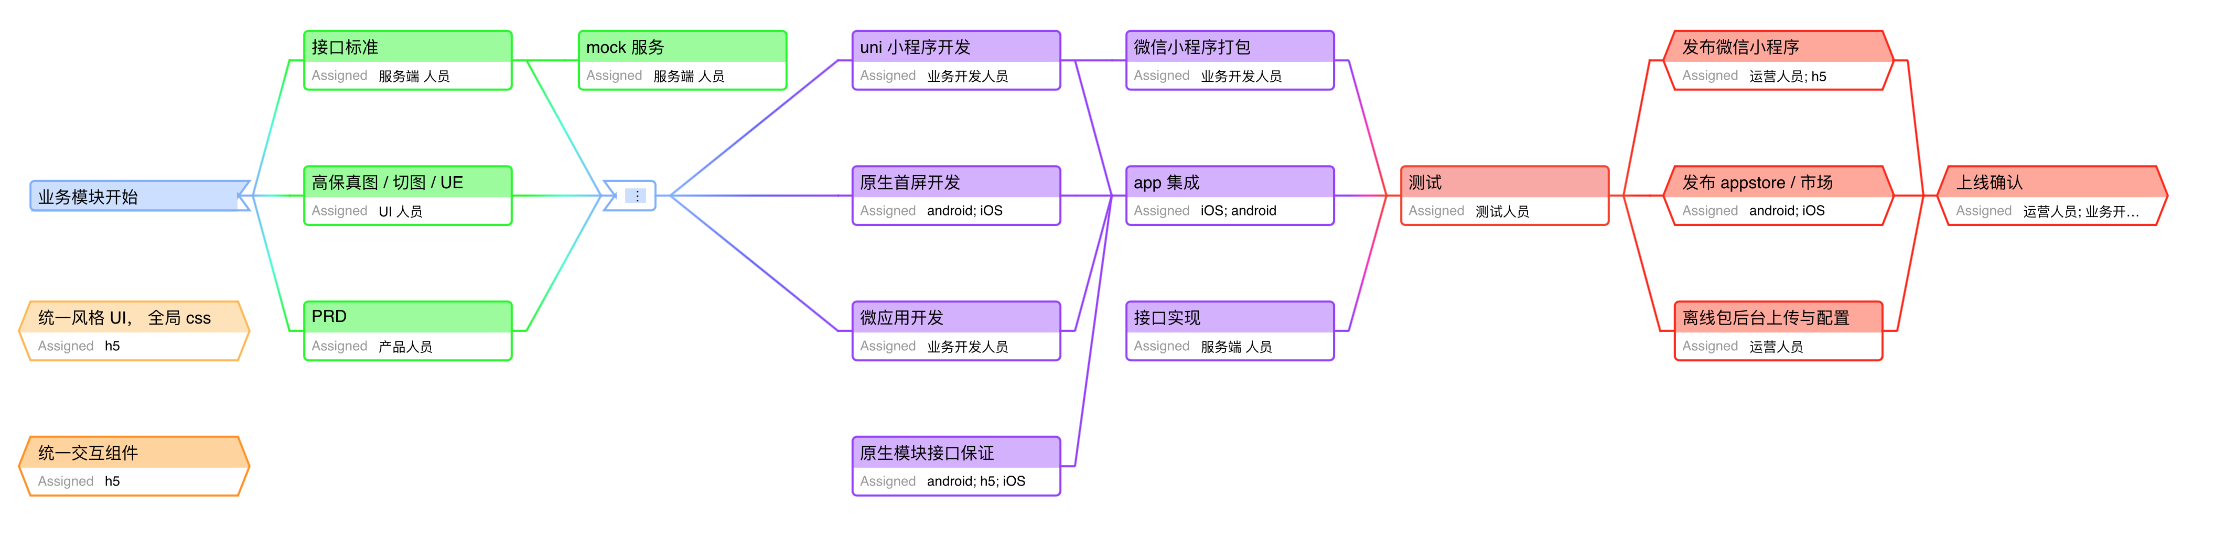 业务模块开始
统一风格 UI， 全局 css
Assigned h5
统一交互组件
Assigned h5
接口标准
Assigned 服务端 人员
高保真图 / 切图 / UE
Assigned UI 人员
PRD
Assigned 产品人员
mock 服务
Assigned 服务端 人员
uni 小程序开发
Assigned 业务开发人员
原生首屏开发
Assigned android; iOS
微应用开发
Assigned 业务开发人员
原生模块接口保证
Assigned android; h5; iOS
微信小程序打包
Assigned 业务开发人员
app 集成
Assigned iOS; android
接口实现
Assigned 服务端 人员
测试
Assigned 测试人员
发布微信小程序
Assigned 运营人员; h5
发布 appstore / 市场
Assigned android; iOS
离线包后台上传与配置
Assigned 运营人员
上线确认
Assigned 运营人员; 业务开...